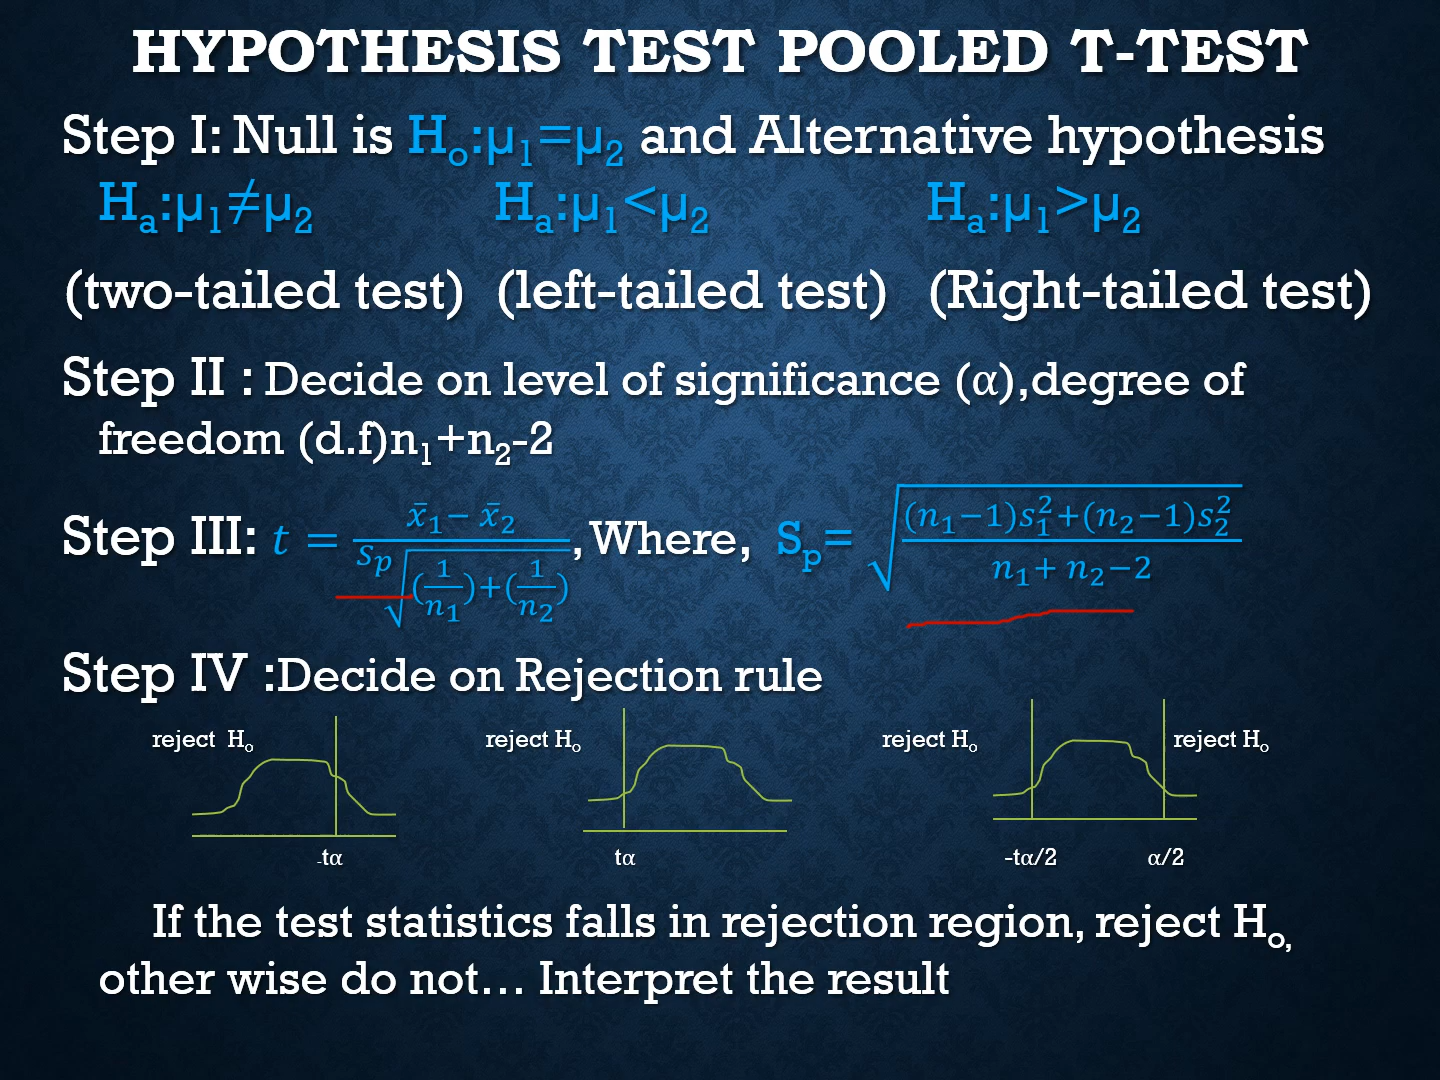 HYPOTHESIS TEST POOLED T-TEST
Step I: Null is Hₒ:µ₁=µ₂ and Alternative hypothesis
Hₐ:µ₁≠µ₂ Hₐ:µ₁<µ₂ Hₐ:µ₁>µ₂
(two-tailed test) (left-tailed test) (Right-tailed test)
Step II : Decide on level of significance (α),degree of
freedom (d.f)n₁+n₂-2
Step III: t = (x̄₁− x̄₂)/(Sp√((1/n₁)+(1/n₂))), Where, Sp= √(((n₁−1)s₁²+(n₂−1)s₂²)/(n₁+ n₂−2))
Step IV :Decide on Rejection rule
reject Hₒ reject Hₒ reject Hₒ reject Hₒ
-tα tα -tα/2 α/2
If the test statistics falls in rejection region, reject Hₒ,
other wise do not… Interpret the result